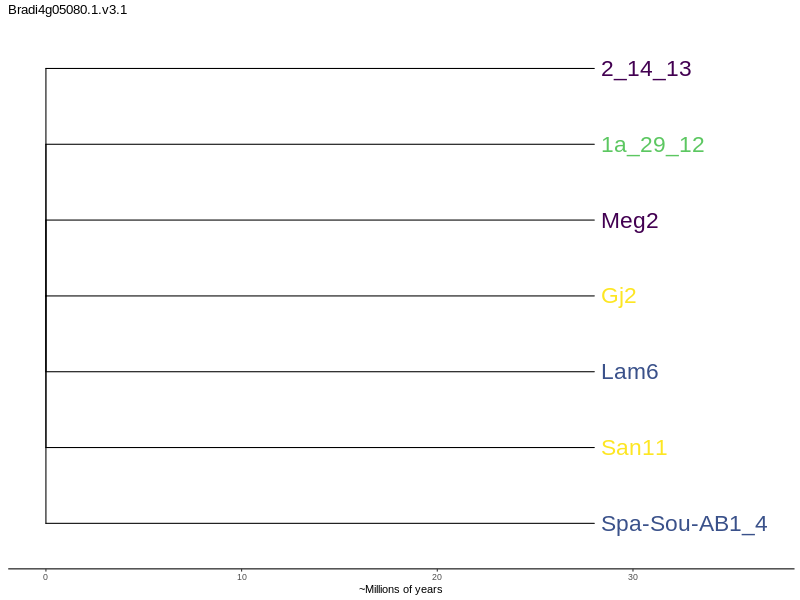 Bradi4g05080.1.v3.1
2_14_13
1a_29_12
Meg2
Gj2
Lam6
San11
Spa-Sou-AB1_4
0 10 20 30
~Millions of years